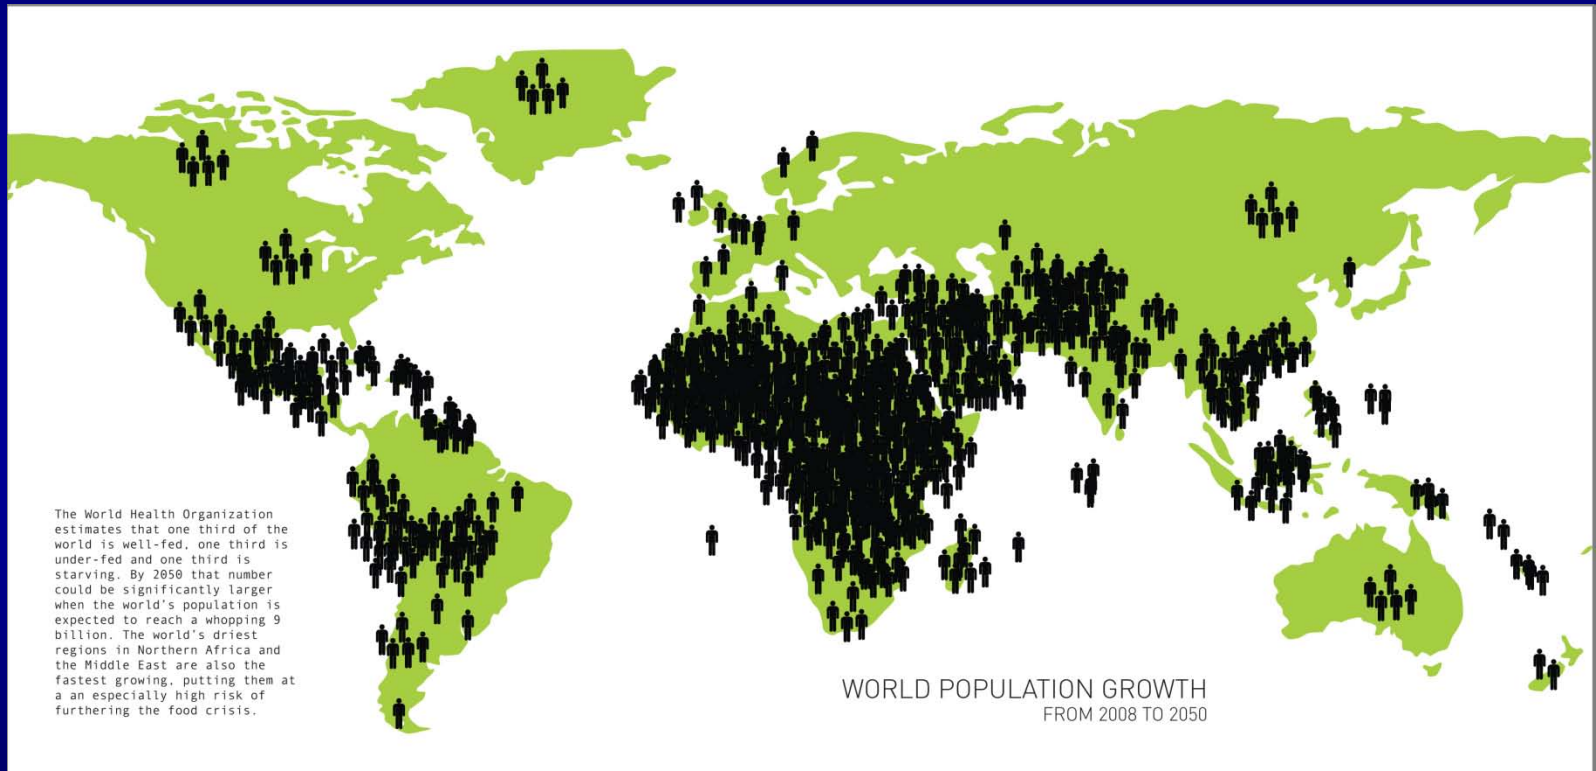 The World Health Organization
estimates that one third of the
world is well-fed, one third is
under-fed and one third is
starving. By 2050 that number
could be significantly larger
when the world's population is
expected to reach a whopping 9
billion. The world's driest
regions in Northern Africa and
the Middle East are also the
fastest growing, putting them at
a an especially high risk of
furthering the food crisis.
WORLD POPULATION GROWTH
FROM 2008 TO 2050